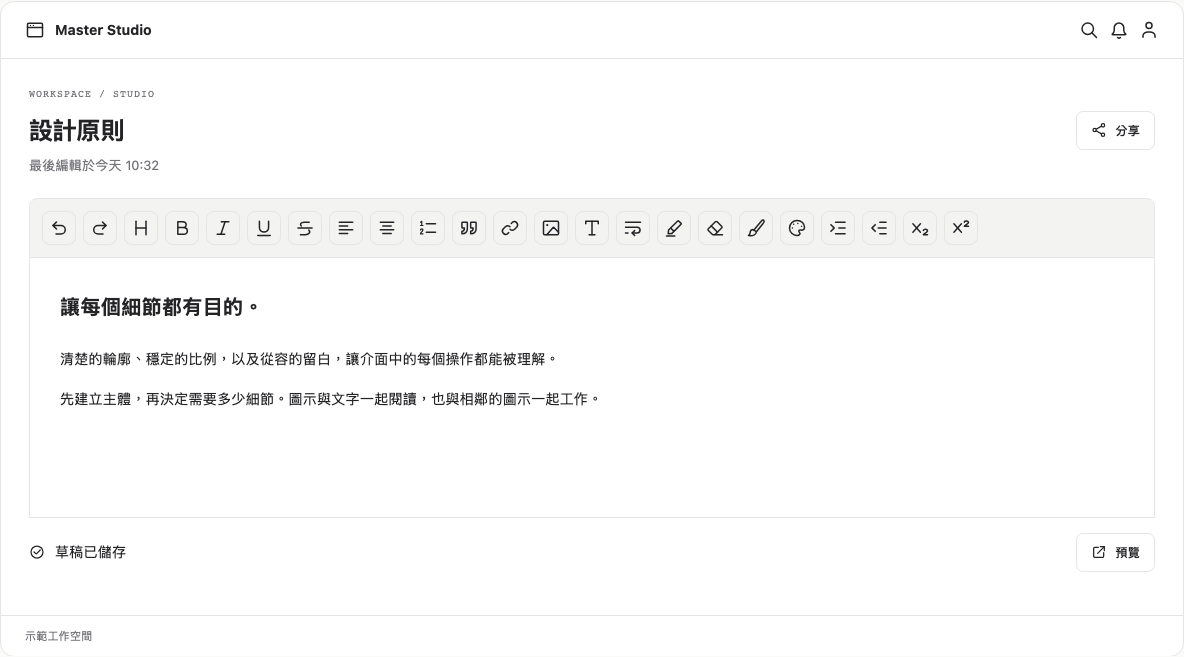 Master Studio
WORKSPACE / STUDIO
設計原則
分享
最後編輯於今天 10:32
H B I U S T X₂ X²
讓每個細節都有目的。
清楚的輪廓、穩定的比例，以及從容的留白，讓介面中的每個操作都能被理解。
先建立主體，再決定需要多少細節。圖示與文字一起閱讀，也與相鄰的圖示一起工作。
草稿已儲存
預覽
示範工作空間